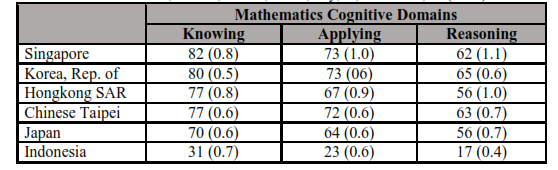 Mathematics Cognitive Domains
Knowing Applying Reasoning
Singapore 82 (0.8) 73 (1.0) 62 (1.1)
Korea, Rep. of 80 (0.5) 73 (06) 65 (0.6)
Hongkong SAR 77 (0.8) 67 (0.9) 56 (1.0)
Chinese Taipei 77 (0.6) 72 (0.6) 63 (0.7)
Japan 70 (0.6) 64 (0.6) 56 (0.7)
Indonesia 31 (0.7) 23 (0.6) 17 (0.4)